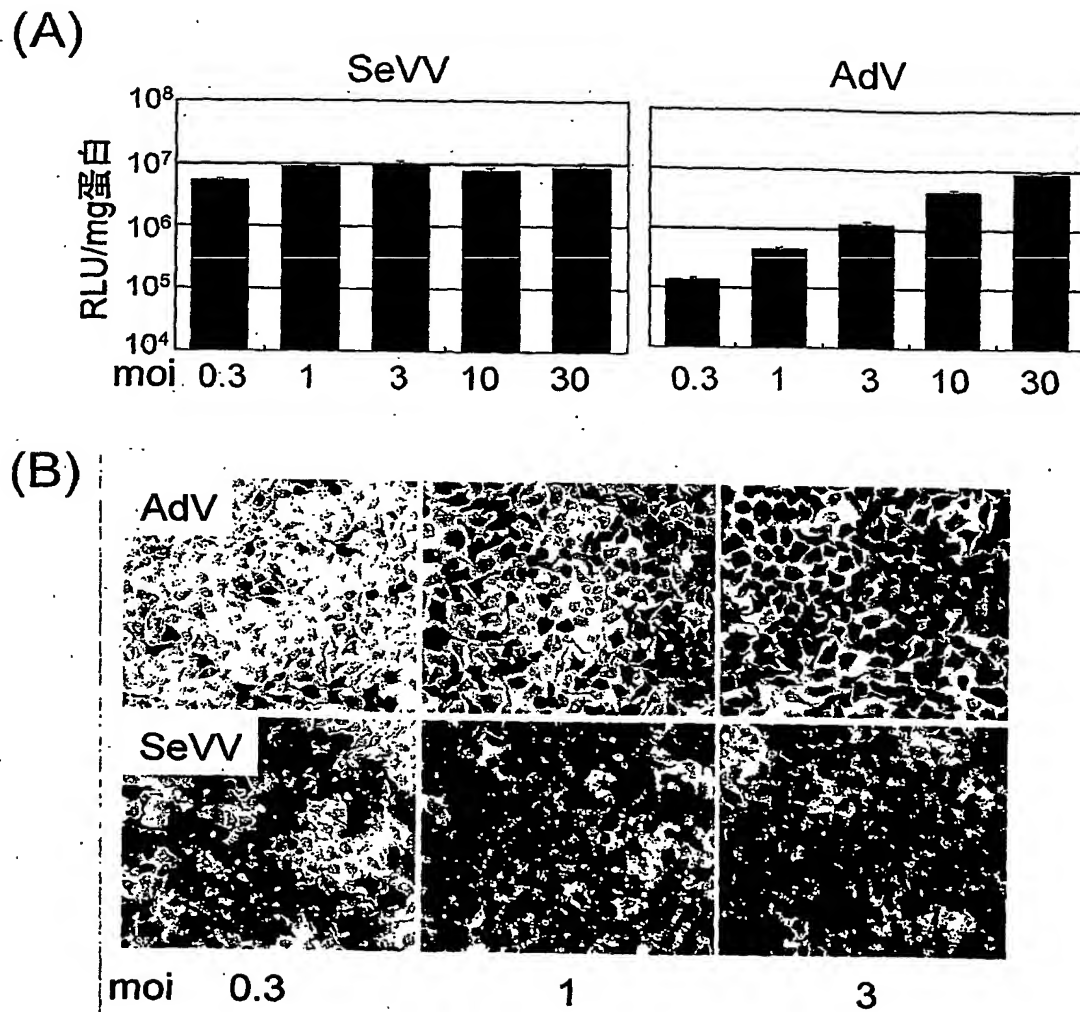 (A)
SeVV
AdV
RLU/mg蛋白
10⁸
10⁷
10⁶
10⁵
10⁴
moi 0.3 1 3 10 30
0.3 1 3 10 30
(B)
AdV
SeVV
moi 0.3 1 3